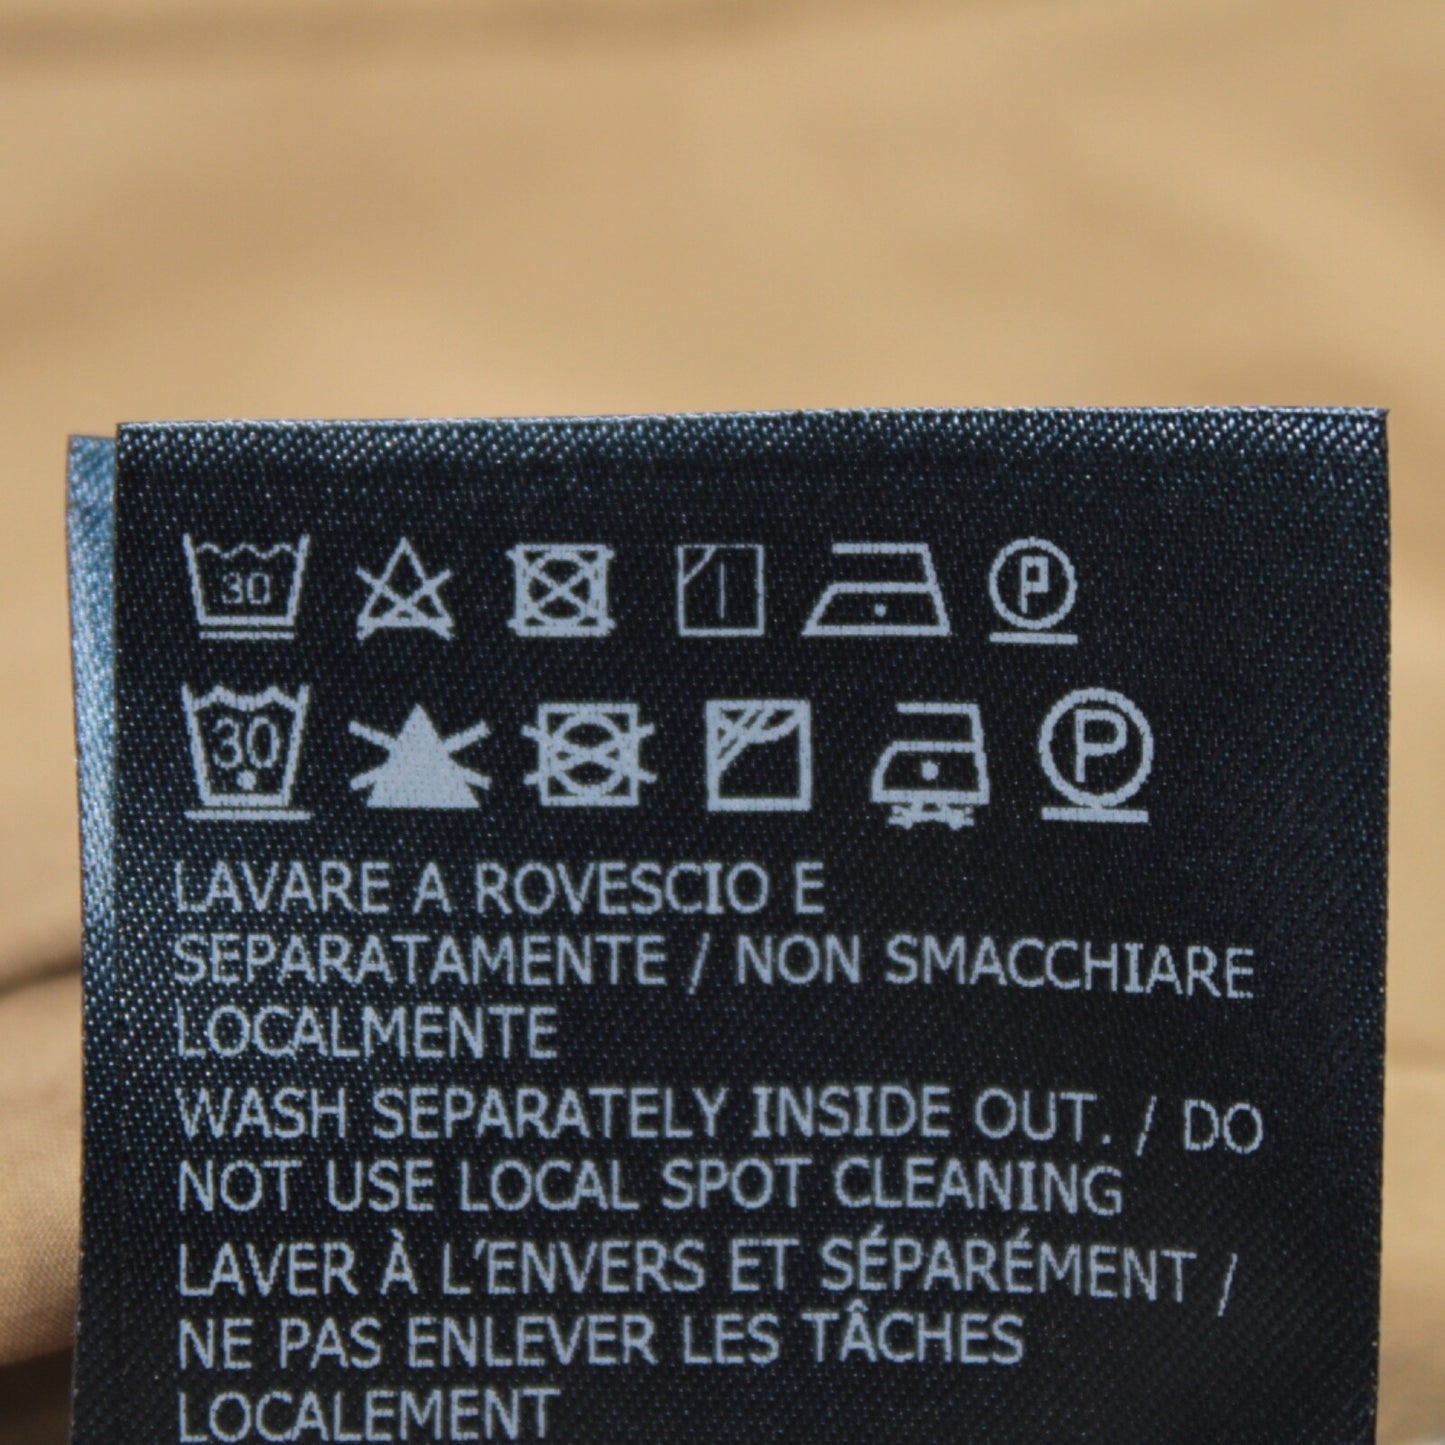 30 P
30 P
LAVARE A ROVESCIO E
SEPARATAMENTE / NON SMACCHIARE
LOCALMENTE
WASH SEPARATELY INSIDE OUT. / DO
NOT USE LOCAL SPOT CLEANING
LAVER À L'ENVERS ET SÉPARÉMENT /
NE PAS ENLEVER LES TÂCHES
LOCALEMENT